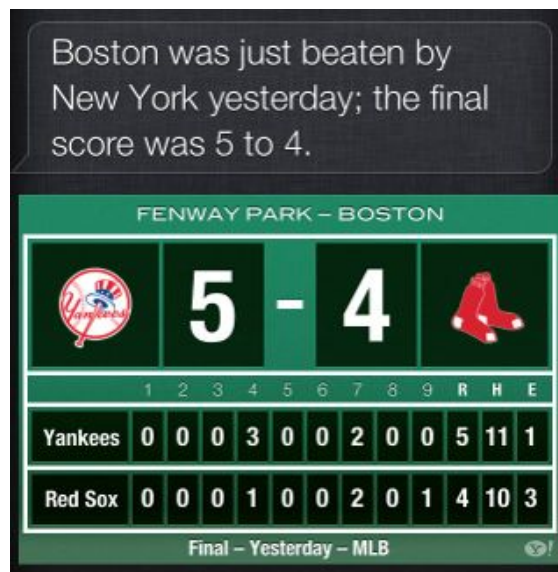 Boston was just beaten by
New York yesterday; the final
score was 5 to 4.
FENWAY PARK – BOSTON
Yankees 5 - 4
1 2 3 4 5 6 7 8 9 R H E
Yankees 0 0 0 3 0 0 2 0 0 5 11 1
Red Sox 0 0 0 1 0 0 2 0 1 4 10 3
Final – Yesterday – MLB
Y!